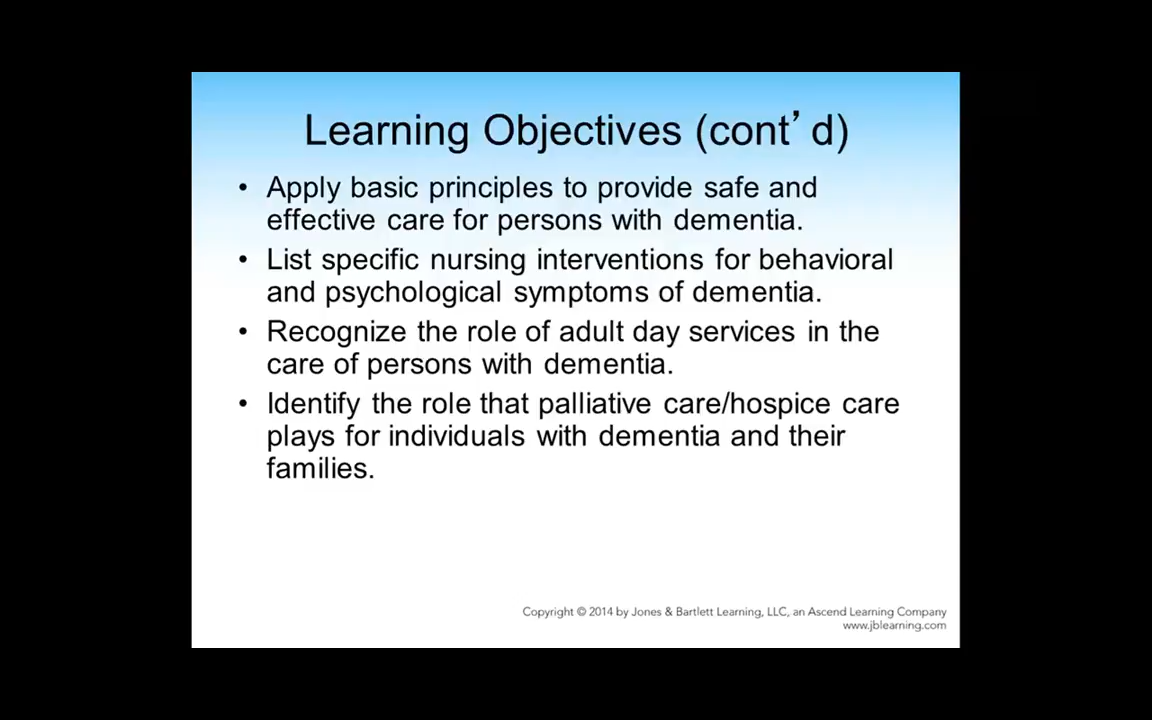 Learning Objectives (cont’d)
• Apply basic principles to provide safe and
effective care for persons with dementia.
• List specific nursing interventions for behavioral
and psychological symptoms of dementia.
• Recognize the role of adult day services in the
care of persons with dementia.
• Identify the role that palliative care/hospice care
plays for individuals with dementia and their
families.
Copyright © 2014 by Jones & Bartlett Learning, LLC, an Ascend Learning Company
www.jblearning.com